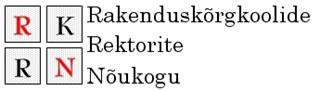 R K Rakenduskõrgkoolide
Rektorite
R N Nõukogu